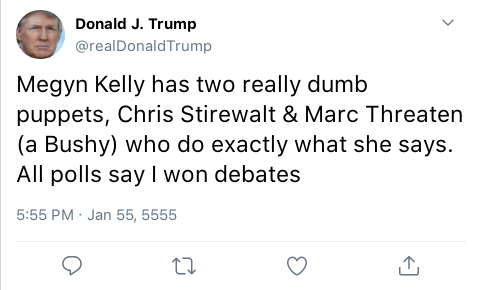 Donald J. Trump
@realDonaldTrump
Megyn Kelly has two really dumb
puppets, Chris Stirewalt & Marc Threaten
(a Bushy) who do exactly what she says.
All polls say I won debates
5:55 PM · Jan 55, 5555